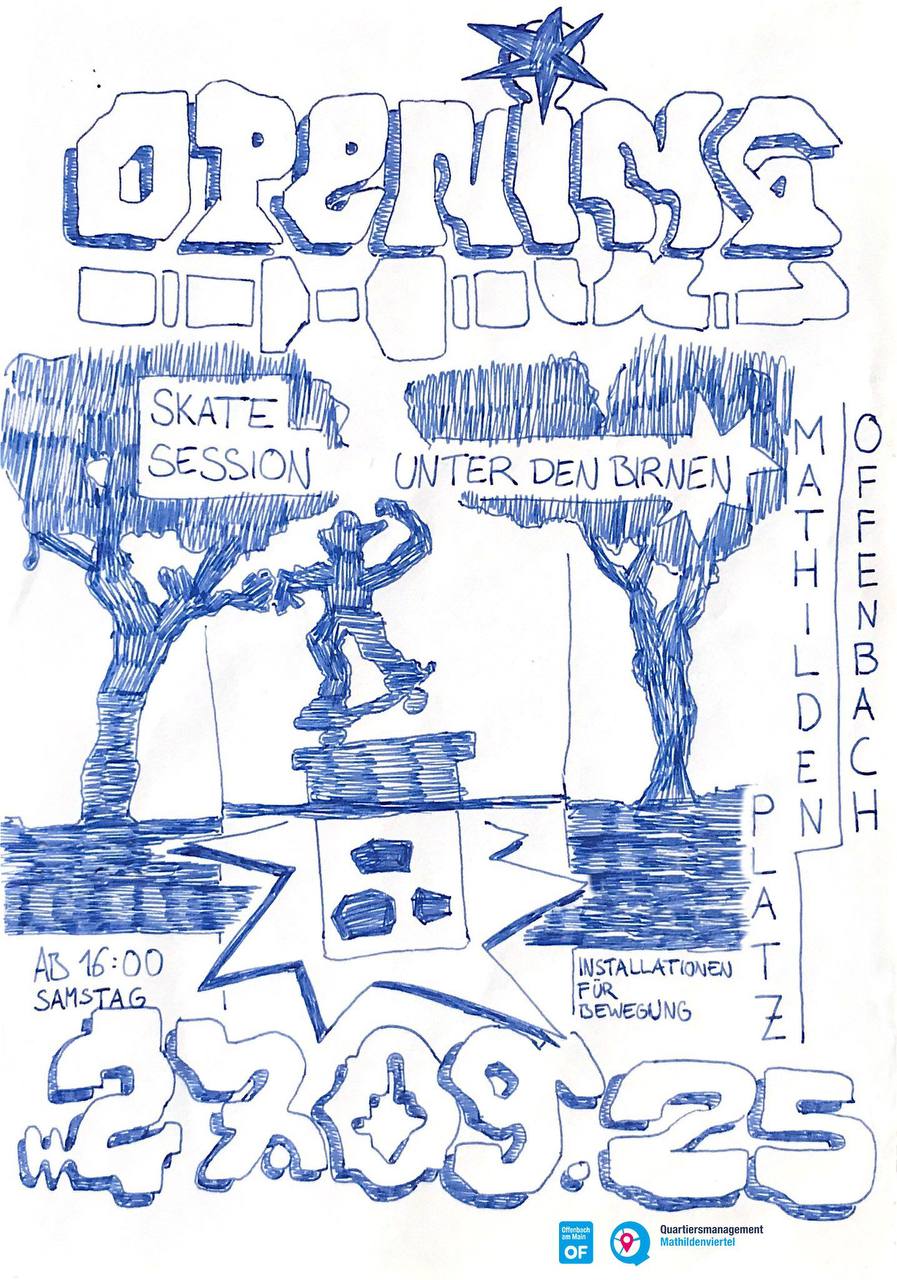 OPENING
SKATE
SESSION
UNTER DEN BIRNEN
MATHILDEN
PLATZ
OFFENBACH
AB 16:00
SAMSTAG
INSTALLATIONEN
FÜR
BEWEGUNG
27.09.25
Offenbach
am Main
OF
Quartiersmanagement
Mathildenviertel